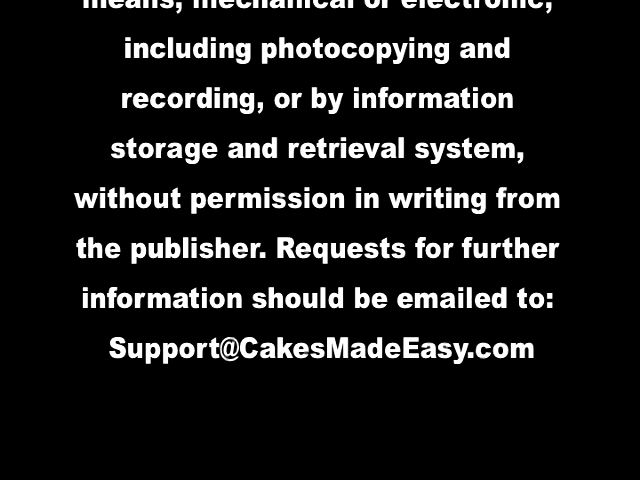 means, mechanical or electronic,
including photocopying and
recording, or by information
storage and retrieval system,
without permission in writing from
the publisher. Requests for further
information should be emailed to:
Support@CakesMadeEasy.com